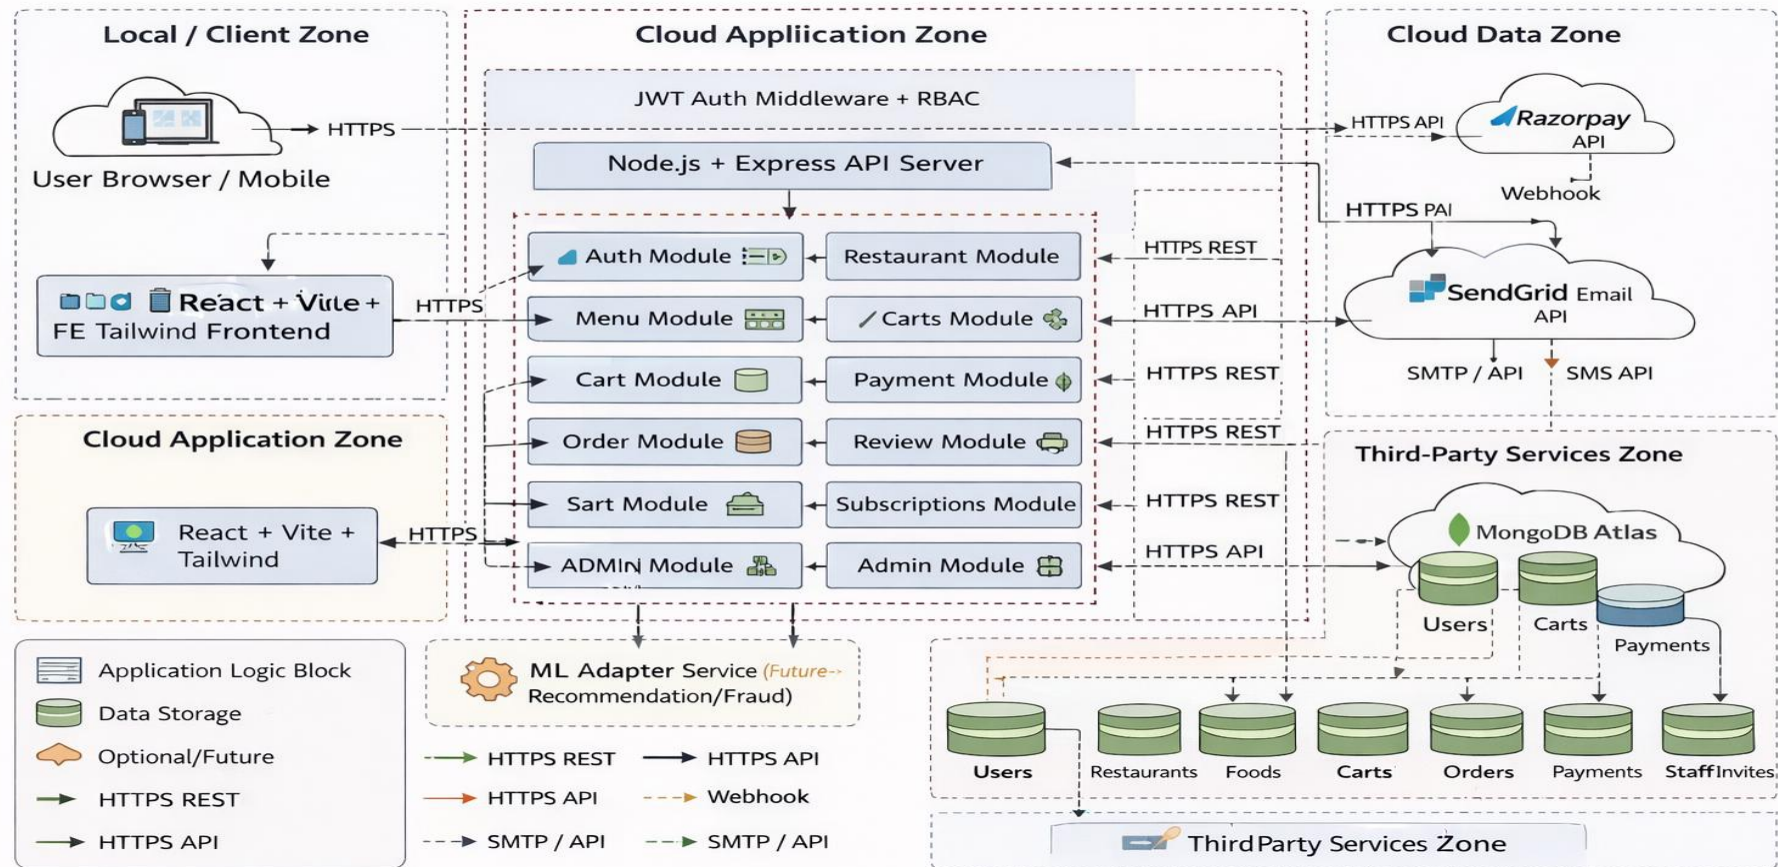 Local / Client Zone
HTTPS
User Browser / Mobile
React + Vite +
FE Tailwind Frontend
HTTPS
Cloud Application Zone
React + Vite +
Tailwind
HTTPS
Cloud Appliication Zone
JWT Auth Middleware + RBAC
Node.js + Express API Server
Auth Module
Restaurant Module
Menu Module
Carts Module
Cart Module
Payment Module
Order Module
Review Module
Sart Module
Subscriptions Module
ADMIN Module
Admin Module
HTTPS REST
HTTPS API
HTTPS REST
HTTPS REST
HTTPS REST
HTTPS API
Cloud Data Zone
HTTPS API
Razorpay
API
Webhook
HTTPS PAI
SendGrid Email
API
SMTP / API
SMS API
Third-Party Services Zone
MongoDB Atlas
Users
Carts
Payments
Users
Restaurants
Foods
Carts
Orders
Payments
StaffInvites
ThirdParty Services Zone
ML Adapter Service (Future--
Recommendation/Fraud)
Application Logic Block
Data Storage
Optional/Future
HTTPS REST
HTTPS API
HTTPS REST
HTTPS API
HTTPS API
Webhook
SMTP / API
SMTP / API